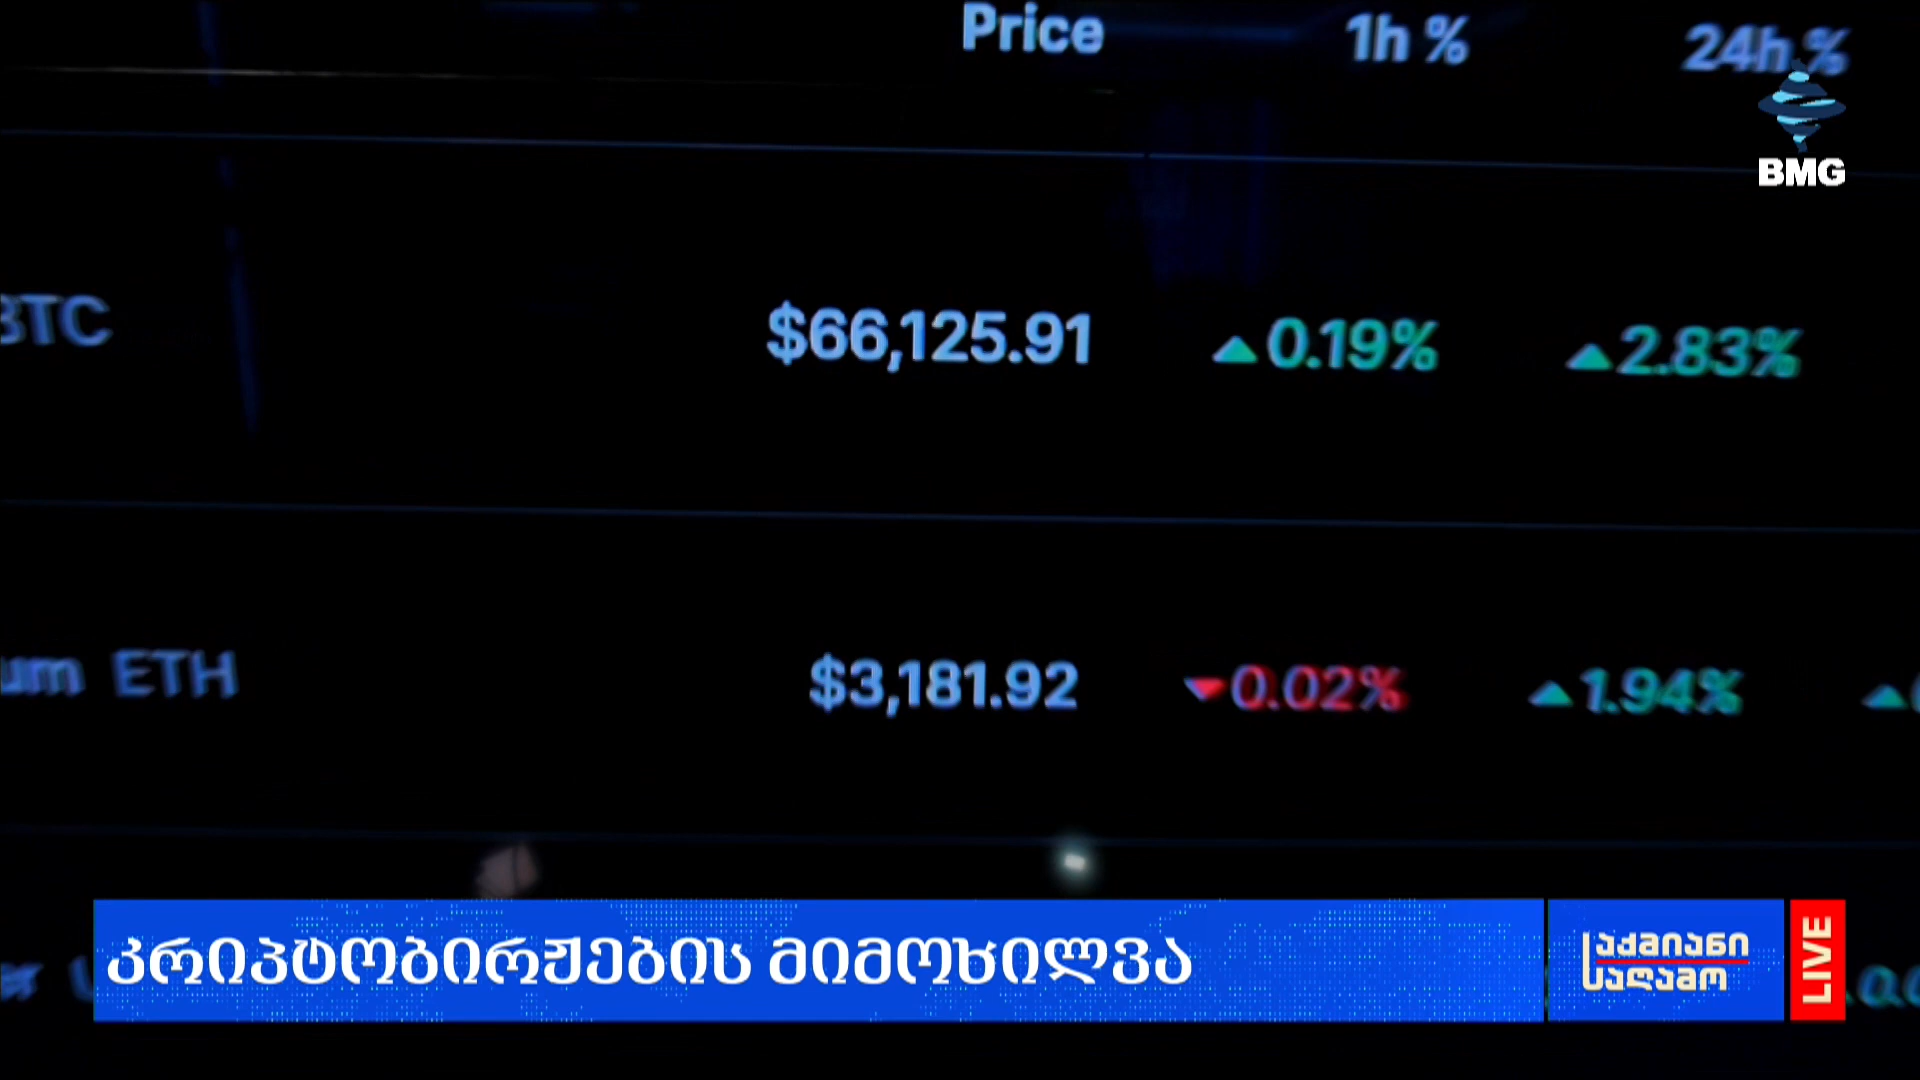 Price 1h % 24h %
BMG
BTC $66,125.91 ▲0.19% ▲2.83%
ETH $3,181.92 ▼0.02% ▲1.94%
კრიპტობირჟების მიმოხილვა
საქმიანი
საღამო
LIVE